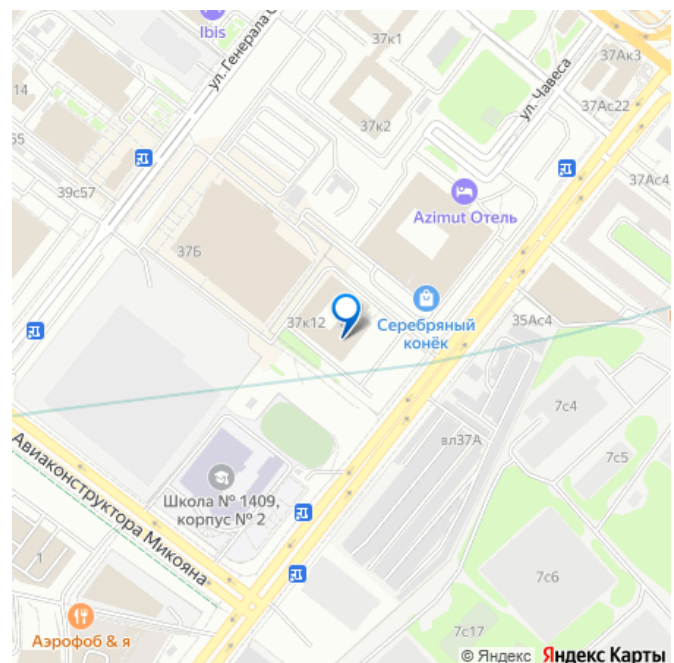 Ibis
ул. Генерала С
37к1
37Ак3
14
ул. Чавеса
37Ас22
37к2
55
39с57
37Ас4
Azimut Отель
37Б
37к12
Серебряный
конёк
35Ас4
7с4
вл37А
7с5
Авиаконструктора Микояна
Школа № 1409,
корпус № 2
1
7с6
Аэрофоб & я
7с17
© Яндекс Яндекс Карты